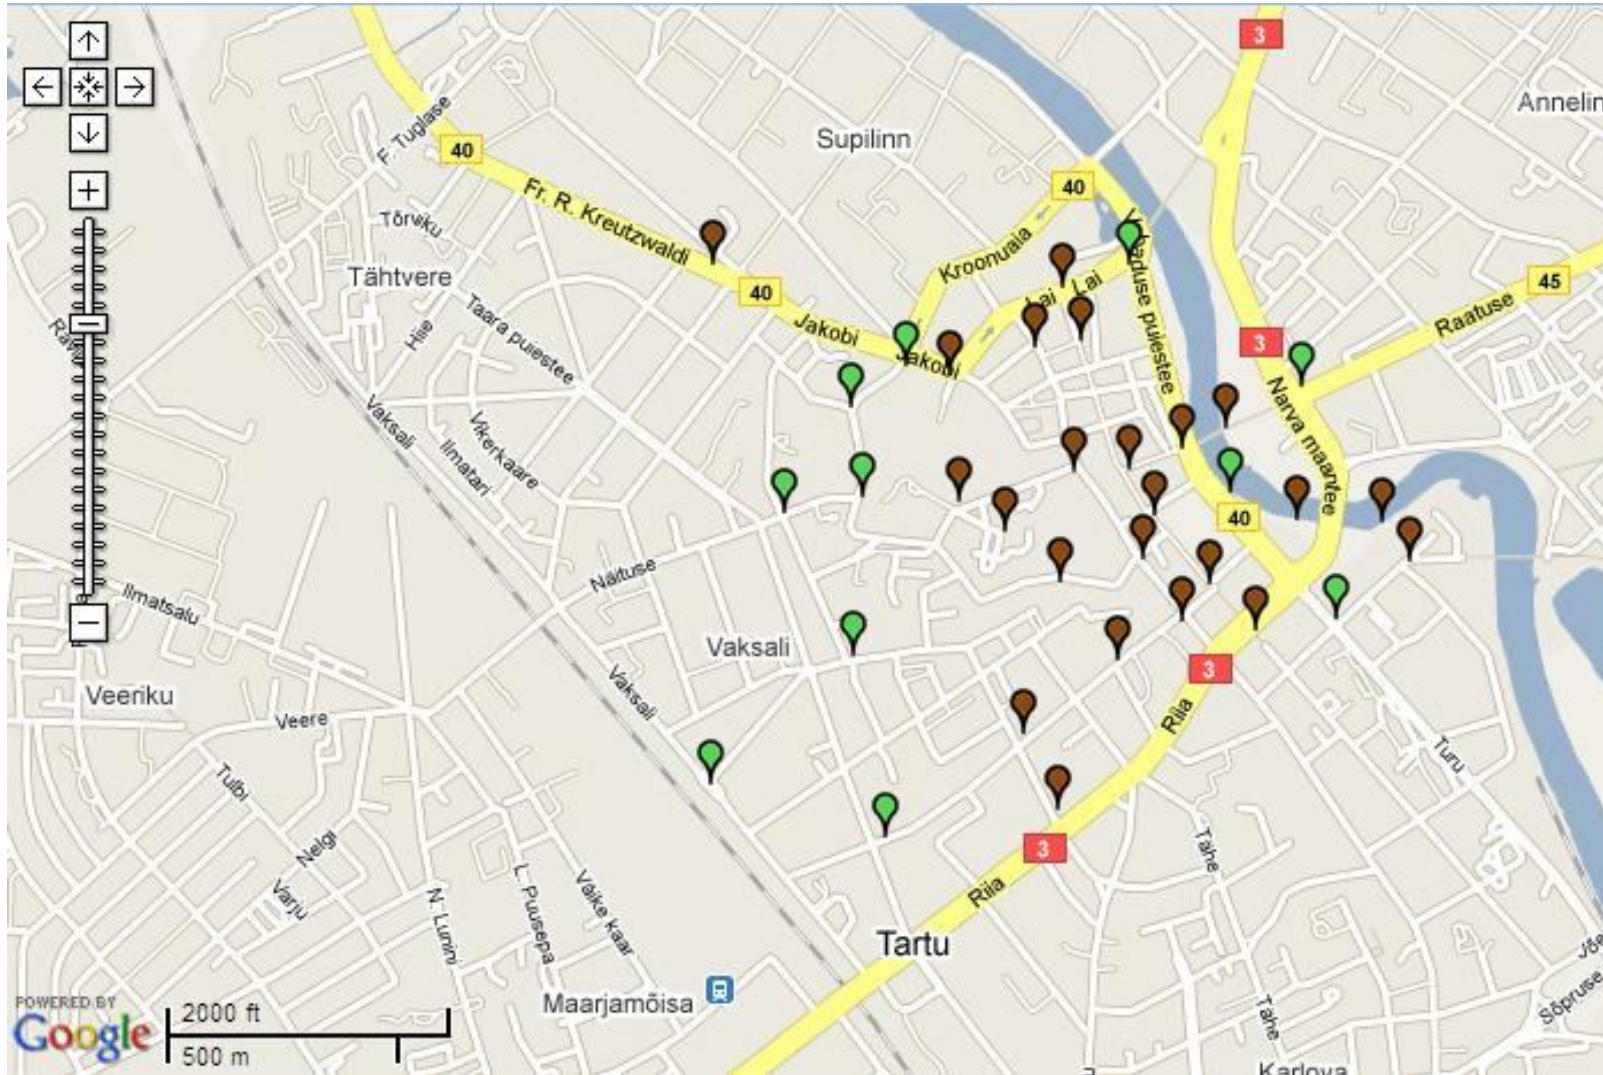 3
Annelin
Supilinn
F. Tuglase
40
40
Fr. R. Kreutzwaldi
Tõrviku
Kroonuaia
Tähtvere
Lai
Lai
puiestee
45
40
Raatuse
Jakobi
Hiie
Taara puiestee
3
Jakobi
Narva maantee
Vaksali
Vikerkaare
Ilmatari
40
Näituse
Ilmatsalu
Vaksali
3
Veeriku
Vaksali
Veere
Riia
Turu
Tulbi
Nelgi
3
Tähe
Varju
N. Lunini
L. Puusepa
Väike kaar
Riia
Tartu
Maarjamõisa
Jõe
Sõpruse
Tähe
POWERED BY
Google
2000 ft
500 m
Karlova